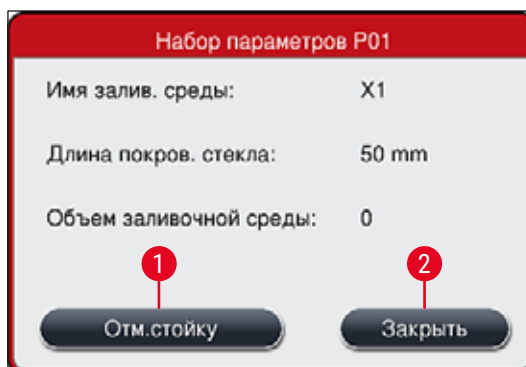 Набор параметров P01
Имя залив. среды: X1
Длина покров. стекла: 50 mm
Объем заливочной среды: 0
1 2
Отм.стойку Закрыть